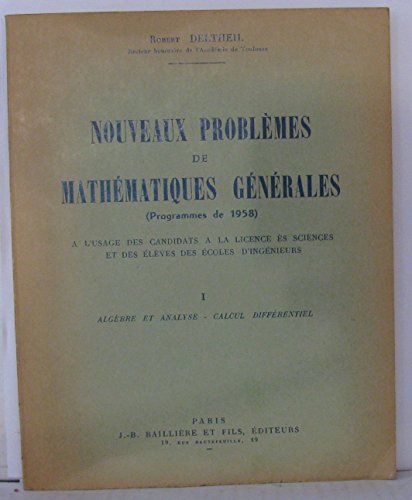 ROBERT DELTHEIL
Recteur honoraire de l'Académie de Toulouse
NOUVEAUX PROBLÈMES
DE
MATHÉMATIQUES GÉNÉRALES
(Programmes de 1958)
A L'USAGE DES CANDIDATS A LA LICENCE ÈS SCIENCES
ET DES ÉLÈVES DES ÉCOLES D'INGÉNIEURS
I
ALGÈBRE ET ANALYSE - CALCUL DIFFÉRENTIEL
PARIS
J.-B. BAILLIÈRE ET FILS, ÉDITEURS
19, RUE HAUTEFEUILLE, 19